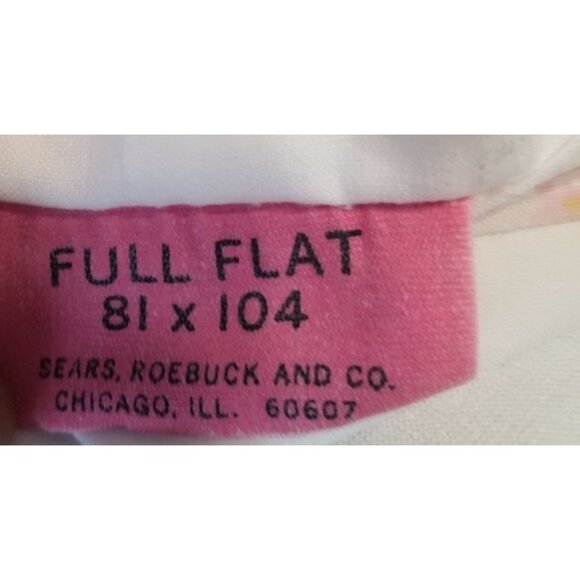 FULL FLAT
81 x 104
SEARS, ROEBUCK AND CO.
CHICAGO, ILL. 60607